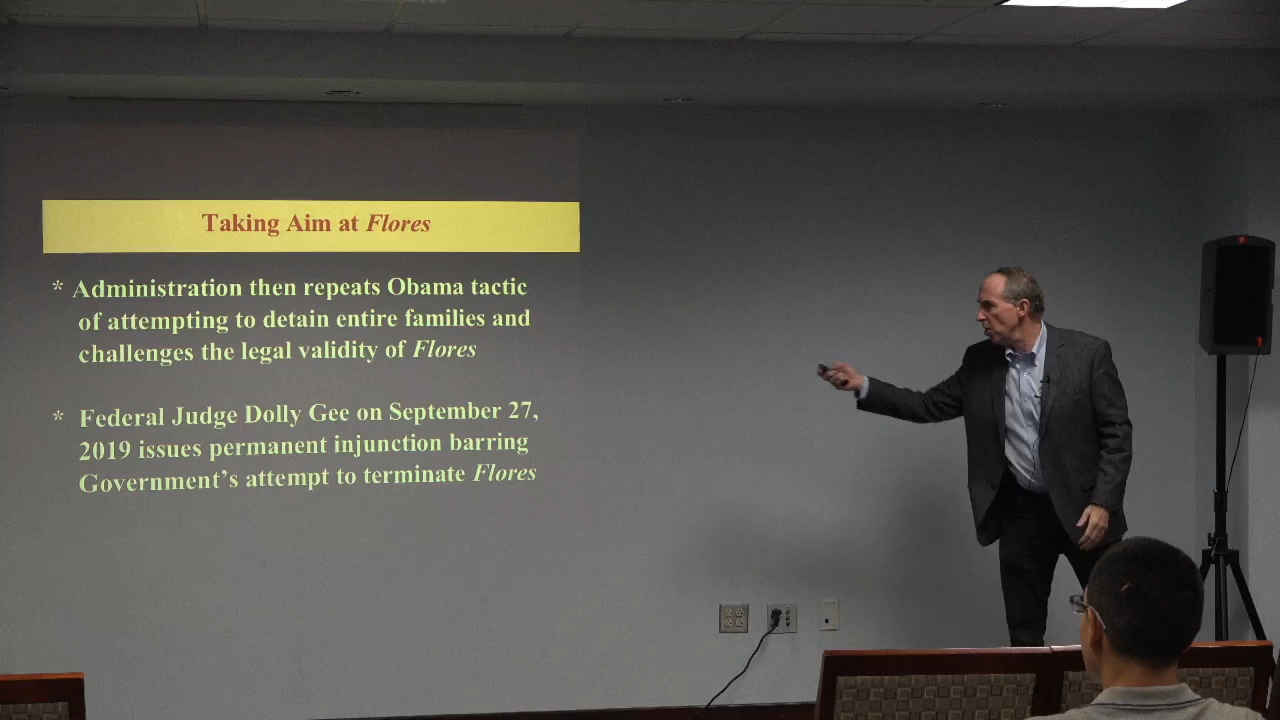 Taking Aim at Flores
* Administration then repeats Obama tactic
of attempting to detain entire families and
challenges the legal validity of Flores
* Federal Judge Dolly Gee on September 27,
2019 issues permanent injunction barring
Government's attempt to terminate Flores